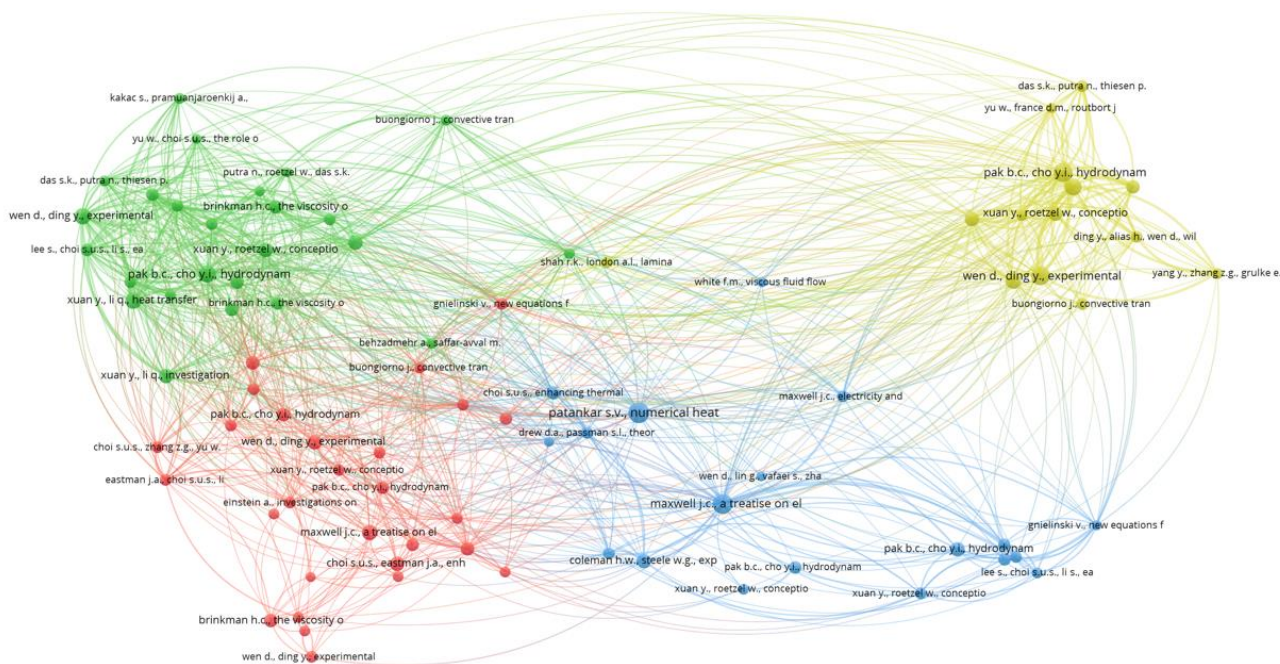 das s.k., putra n., thiesen p.
kakac s., pramuanjaroenkij a.,
yu w., france d.m., routbort j
buongiorno j., convective tran
yu w., choi s.u.s., the role o
putra n., roetzel w., das s.k.
pak b.c., cho y.i., hydrodynam
das s.k., putra n., thiesen p.
brinkman h.c., the viscosity o
xuan y., roetzel w., conceptio
wen d., ding y., experimental
ding y., alias h., wen d., wil
lee s., choi s.u.s., li s., ea
xuan y., roetzel w., conceptio
shah r.k., london a.l., lamina
pak b.c., cho y.i., hydrodynam
wen d., ding y., experimental
yang y., zhang z.g., grulke e.
white f.m., viscous fluid flow
xuan y., li q., heat transfer
brinkman h.c., the viscosity o
gnielinski v., new equations f
buongiorno j., convective tran
behzadmehr a., saffar-avval m.
buongiorno j., convective tran
xuan y., li q., investigation
choi s.u.s., enhancing thermal
maxwell j.c., electricity and
patankar s.v., numerical heat
pak b.c., cho y.i., hydrodynam
drew d.a., passman s.l., theor
wen d., ding y., experimental
choi s.u.s., zhang z.g., yu w.
xuan y., roetzel w., conceptio
eastman j.a., choi s.u.s., li
wen d., lin g., vafaei s., zha
pak b.c., cho y.i., hydrodynam
einstein a., investigations on
maxwell j.c., a treatise on el
gnielinski v., new equations f
maxwell j.c., a treatise on el
pak b.c., cho y.i., hydrodynam
choi s.u.s., eastman j.a., enh
coleman h.w., steele w.g., exp
pak b.c., cho y.i., hydrodynam
lee s., choi s.u.s., li s., ea
xuan y., roetzel w., conceptio
xuan y., roetzel w., conceptio
brinkman h.c., the viscosity o
wen d., ding y., experimental